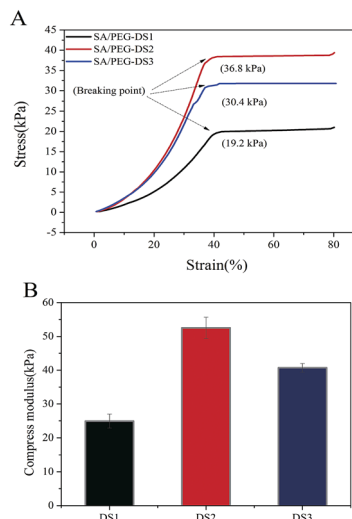 A
45
SA/PEG-DS1
40
SA/PEG-DS2
35
SA/PEG-DS3
(36.8 kPa)
30
(Breaking point)
25
(30.4 kPa)
20
15
(19.2 kPa)
10
5
0
-5
Stress(kPa)
0 20 40 60 80
Strain(%)
B
60
50
40
30
20
10
0
Compress modulus(kPa)
DS1 DS2 DS3